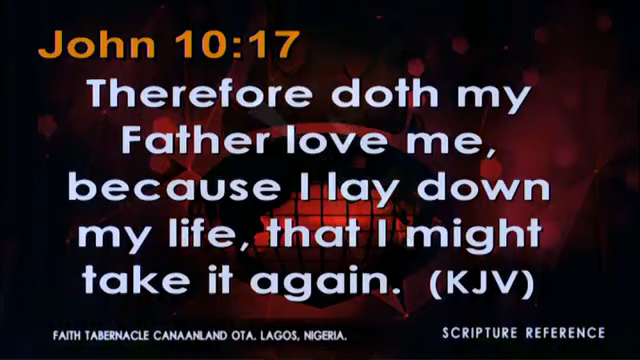 John 10:17
Therefore doth my
Father love me,
because I lay down
my life, that I might
take it again. (KJV)
FAITH TABERNACLE CANAANLAND OTA. LAGOS, NIGERIA.
SCRIPTURE REFERENCE